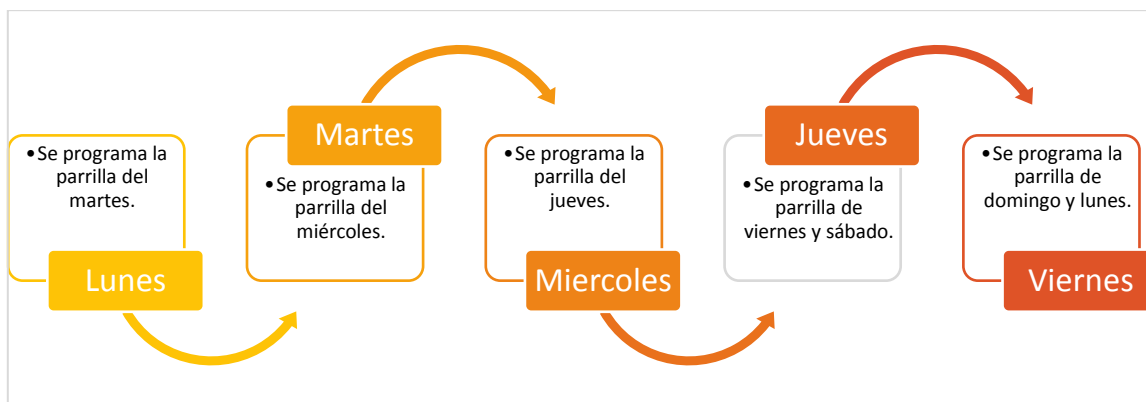 • Se programa la
parrilla del
martes.
Lunes
Martes
• Se programa la
parrilla del
miércoles.
• Se programa la
parrilla del
jueves.
Miercoles
Jueves
• Se programa la
parrilla de
viernes y sábado.
• Se programa la
parrilla de
domingo y lunes.
Viernes